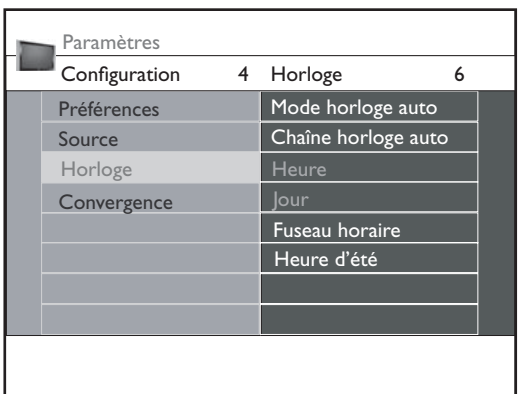 Paramètres
Configuration 4 Horloge 6
Préférences Mode horloge auto
Source Chaîne horloge auto
Horloge Heure
Convergence Jour
Fuseau horaire
Heure d’été